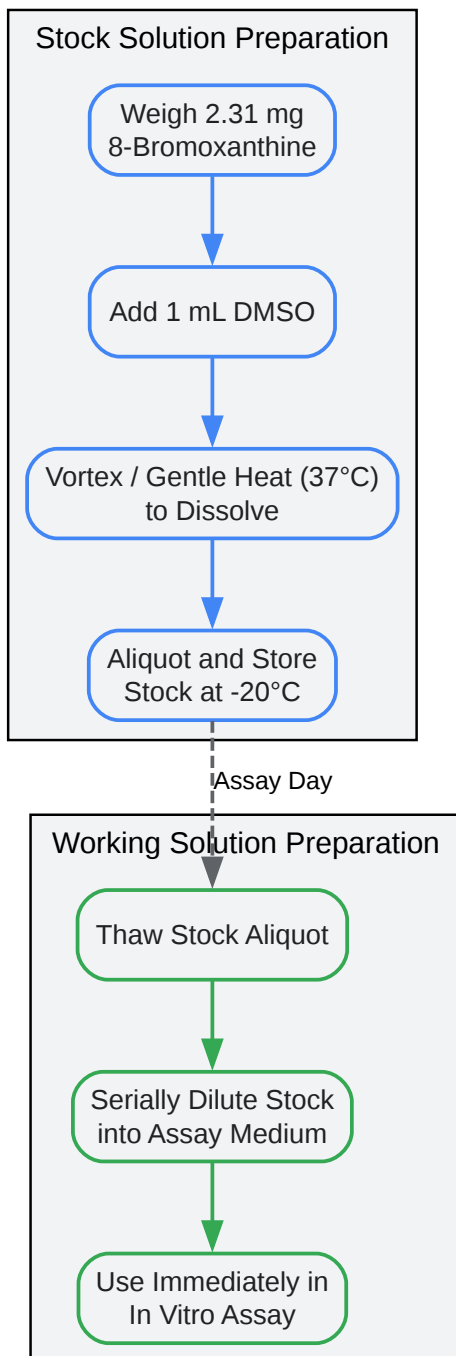 Stock Solution Preparation
Weigh 2.31 mg
8-Bromoxanthine
Add 1 mL DMSO
Vortex / Gentle Heat (37°C)
to Dissolve
Aliquot and Store
Stock at -20°C
Assay Day
Working Solution Preparation
Thaw Stock Aliquot
Serially Dilute Stock
into Assay Medium
Use Immediately in
In Vitro Assay